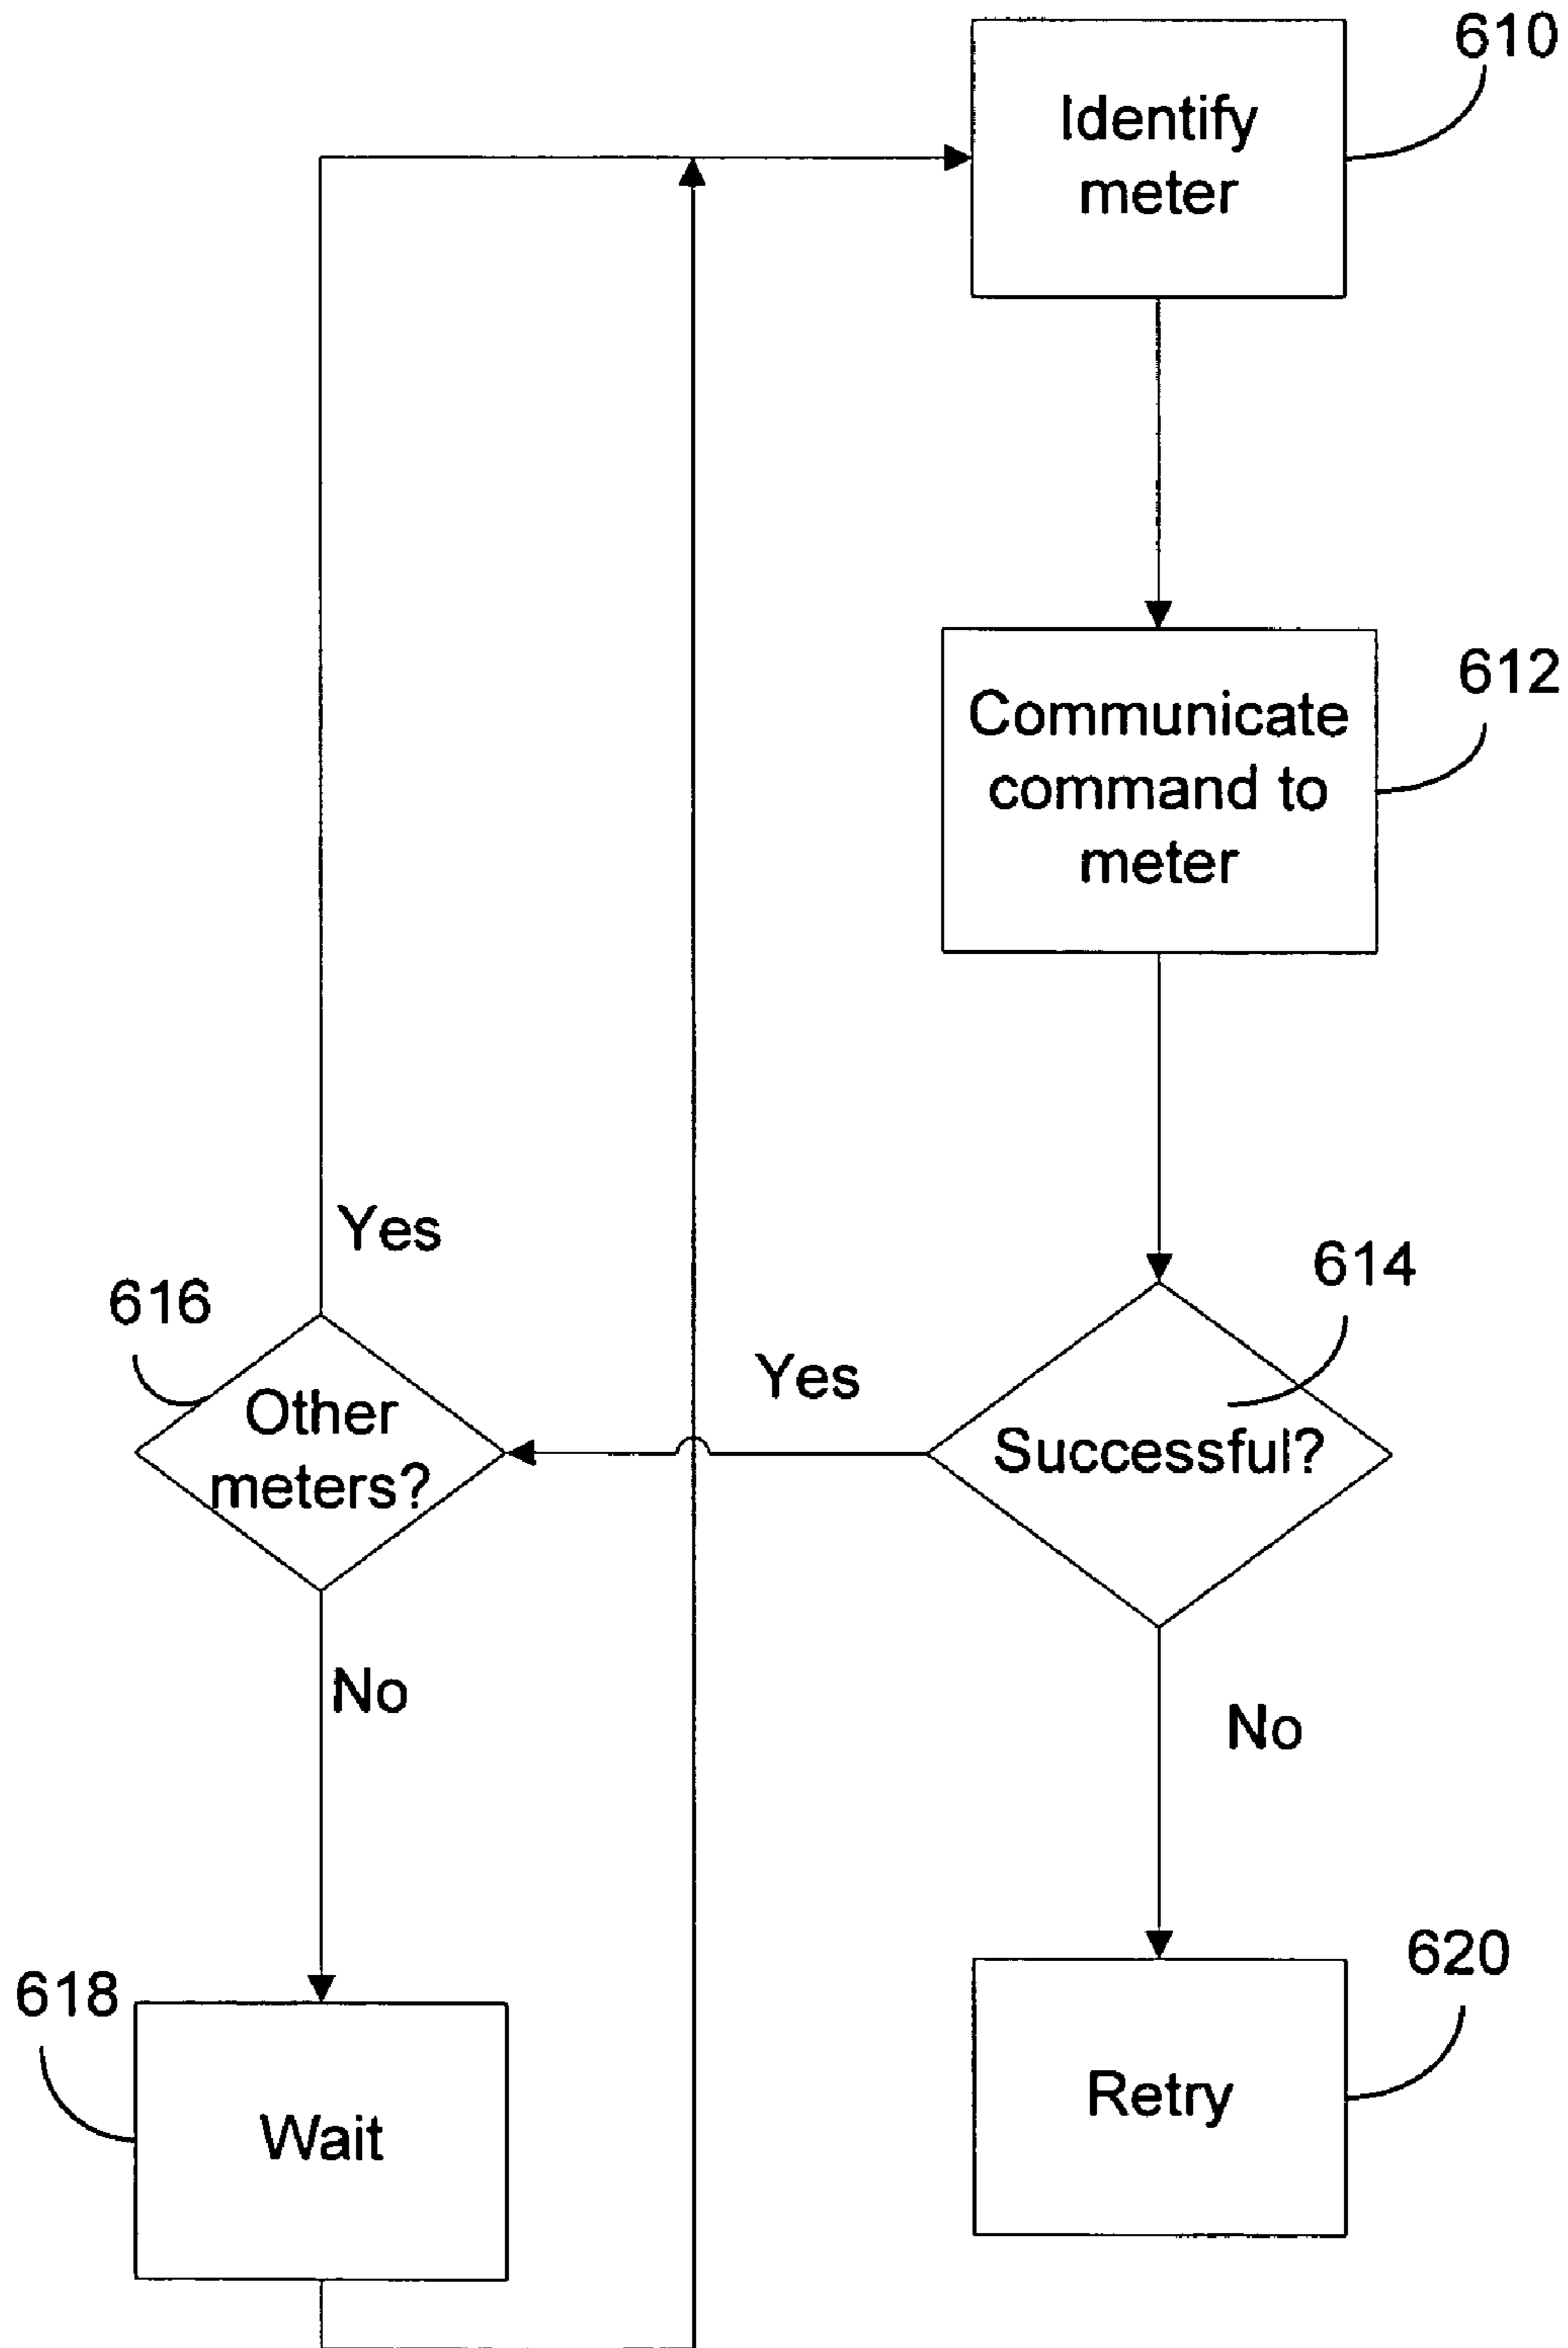 610
Identify
meter
612
Communicate
command to
meter
Yes
614
616
Yes
Other
meters?
Successful?
No
No
618
620
Wait
Retry